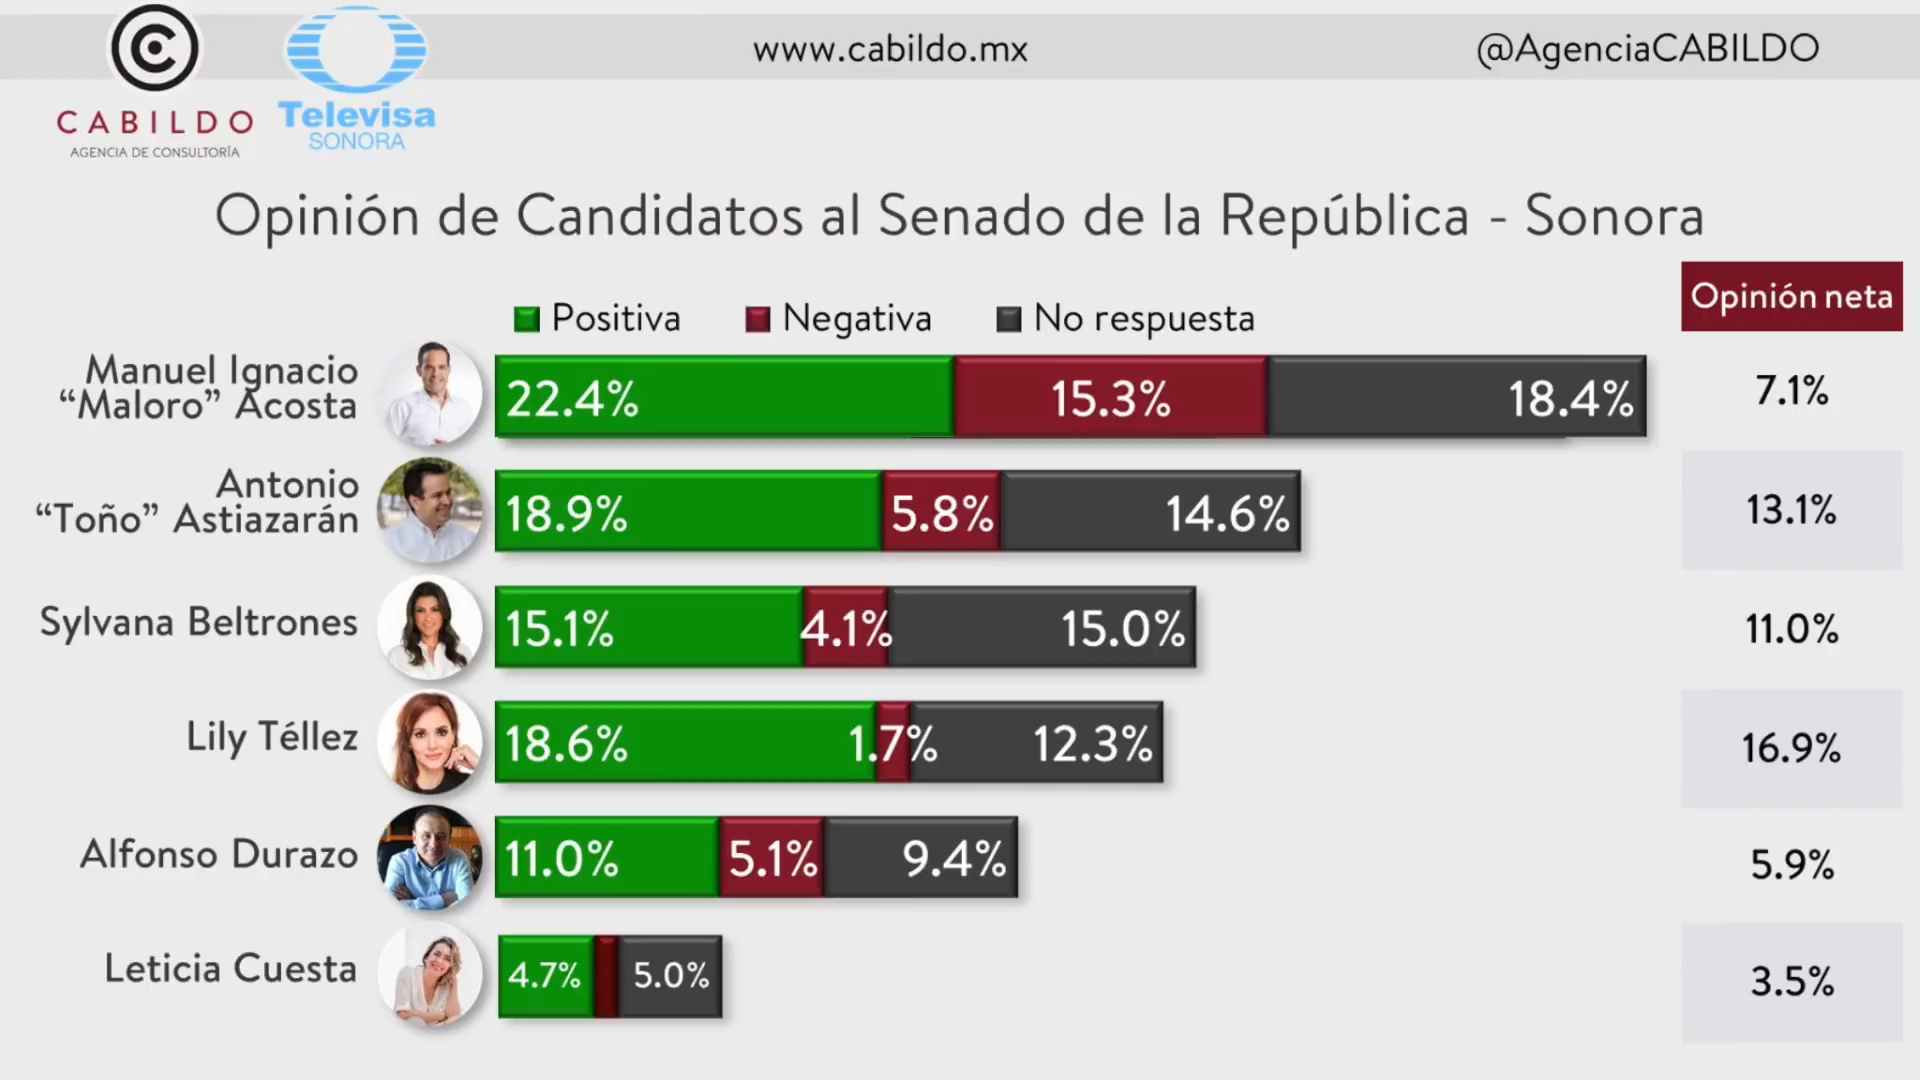 www.cabildo.mx
@AgenciaCABILDO
CABILDO
AGENCIA DE CONSULTORÍA
Televisa
SONORA
Opinión de Candidatos al Senado de la República - Sonora
Positiva Negativa No respuesta
Opinión neta
Manuel Ignacio
“Maloro” Acosta
22.4% 15.3% 18.4% 7.1%
Antonio
“Toño” Astiazarán
18.9% 5.8% 14.6% 13.1%
Sylvana Beltrones 15.1% 4.1% 15.0% 11.0%
Lily Téllez 18.6% 1.7% 12.3% 16.9%
Alfonso Durazo 11.0% 5.1% 9.4% 5.9%
Leticia Cuesta 4.7% 5.0% 3.5%